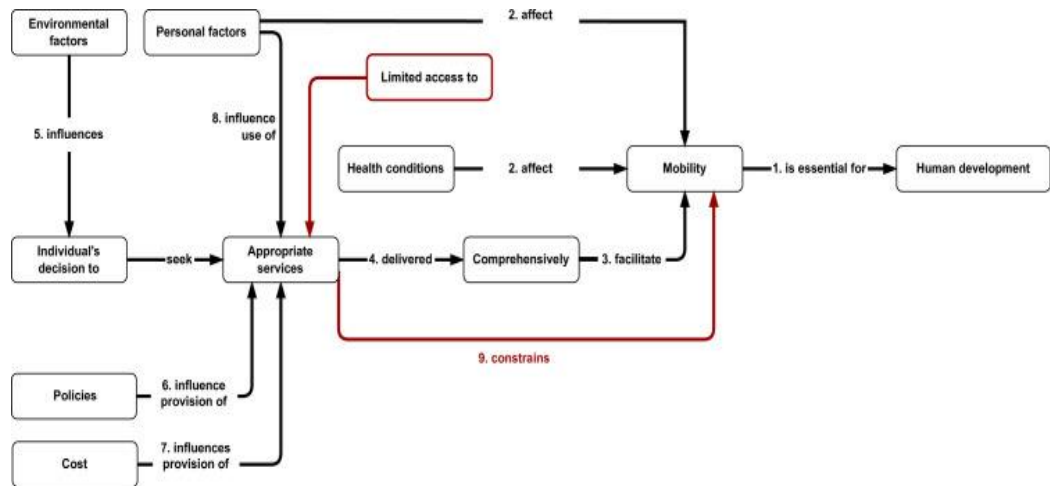 Environmental
factors
Personal factors
2. affect
Limited access to
5. influences
8. influence
use of
Health conditions
2. affect
Mobility
1. is essential for
Human development
Individual's
decision to
seek
Appropriate
services
4. delivered
Comprehensively
3. facilitate
9. constrains
Policies
6. influence
provision of
Cost
7. influences
provision of